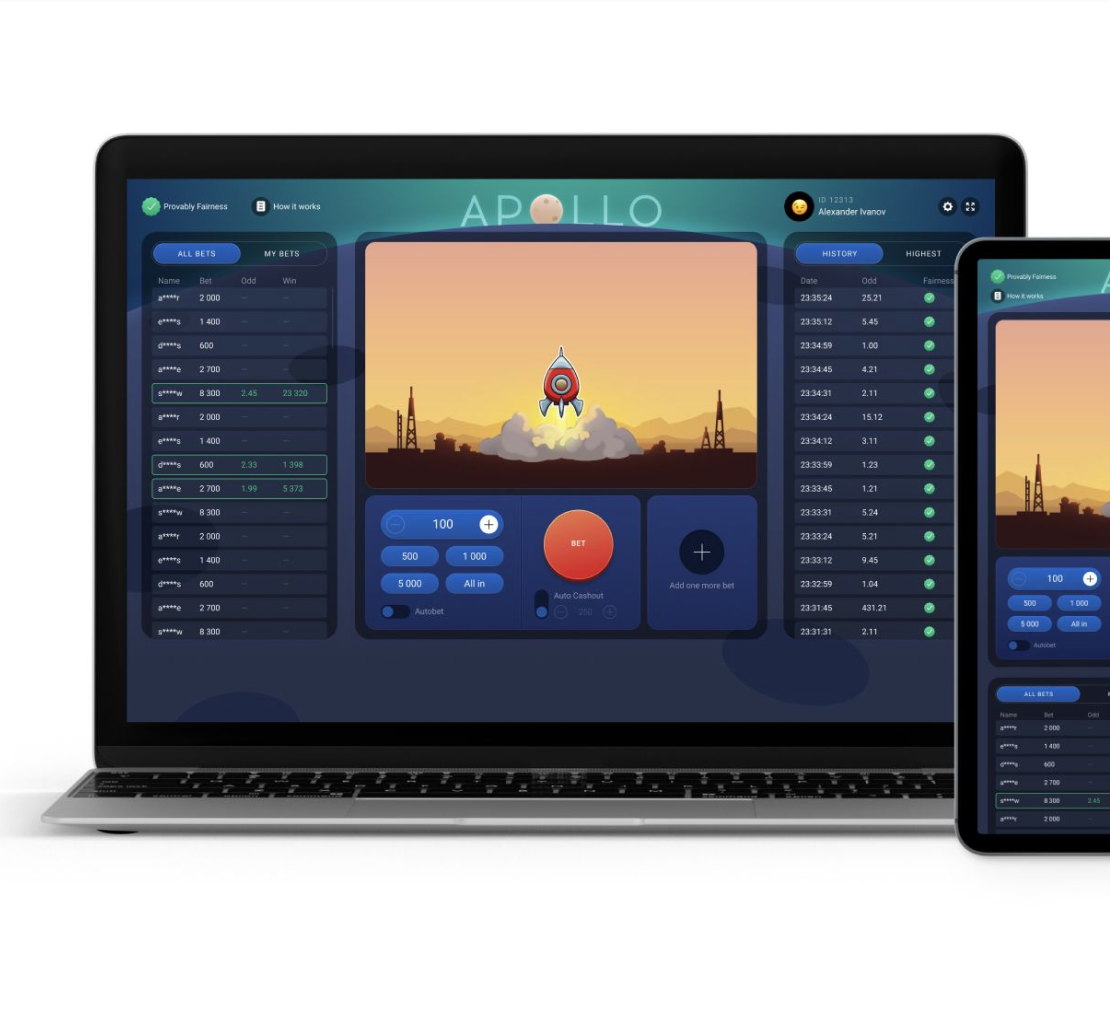 Provably Fairness
How it works
APOLLO
ID 12313
Alexander Ivanov
ALL BETS
MY BETS
Name Bet Odd Win
a****r 2 000 – –
e****s 1 400 – –
d****s 600 – –
a****e 2 700 – –
s****w 8 300 2.45 23 320
a****r 2 000 – –
e****s 1 400 – –
d****s 600 2.33 1 398
a****e 2 700 1.99 5 373
s****w 8 300 – –
a****r 2 000 – –
e****s 1 400 – –
d****s 600 – –
a****e 2 700 – –
s****w 8 300 – –
100
500
1 000
5 000
All in
Autobet
BET
Auto Cashout
250
Add one more bet
HISTORY
HIGHEST
Date Odd Fairness
23:35:24 25.21
23:35:12 5.45
23:34:59 1.00
23:34:45 4.21
23:34:31 2.11
23:34:24 15.12
23:34:12 3.11
23:33:59 1.23
23:33:45 1.21
23:33:31 5.24
23:33:24 5.21
23:33:12 9.45
23:32:59 1.04
23:31:45 431.21
23:31:31 2.11
Provably Fairness
How it works
100
500
1 000
5 000
All in
Autobet
ALL BETS
Name Bet Odd
a****r 2 000 –
e****s 1 400 –
d****s 600 –
a****e 2 700 –
s****w 8 300 2.45
a****r 2 000 –